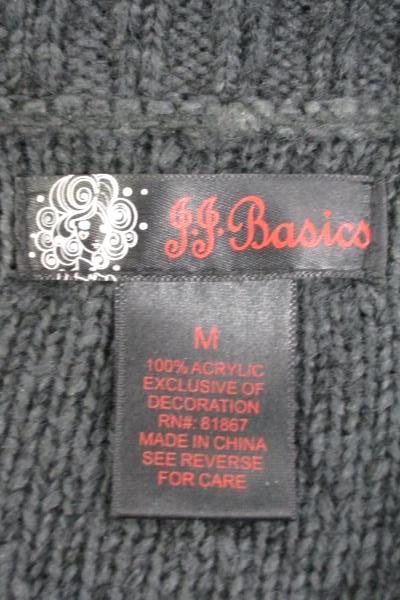 J.J. Basics
M
100% ACRYLIC
EXCLUSIVE OF
DECORATION
RN#: 81867
MADE IN CHINA
SEE REVERSE
FOR CARE